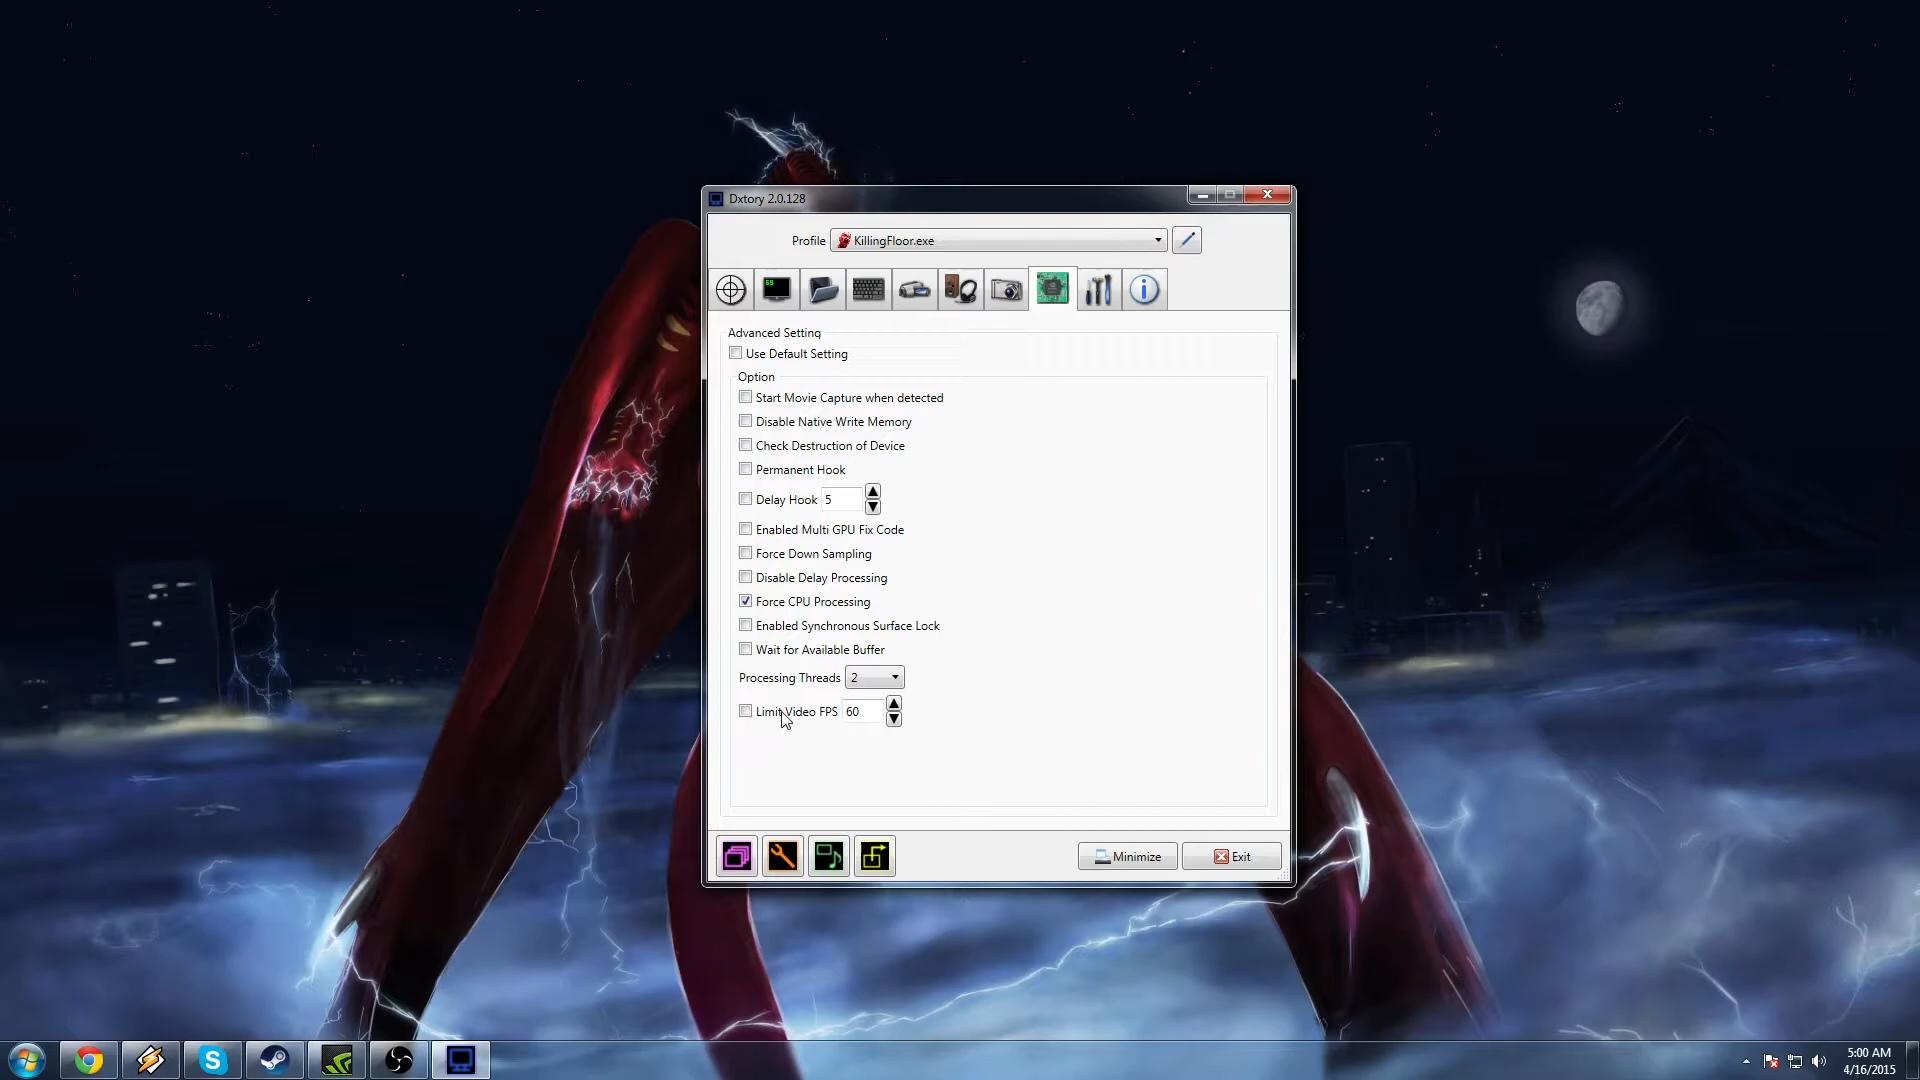 Dxtory 2.0.128
Profile KillingFloor.exe
69
Advanced Setting
Use Default Setting
Option
Start Movie Capture when detected
Disable Native Write Memory
Check Destruction of Device
Permanent Hook
Delay Hook 5
Enabled Multi GPU Fix Code
Force Down Sampling
Disable Delay Processing
Force CPU Processing
Enabled Synchronous Surface Lock
Wait for Available Buffer
Processing Threads 2
Limit Video FPS 60
Minimize Exit
5:00 AM
4/16/2015